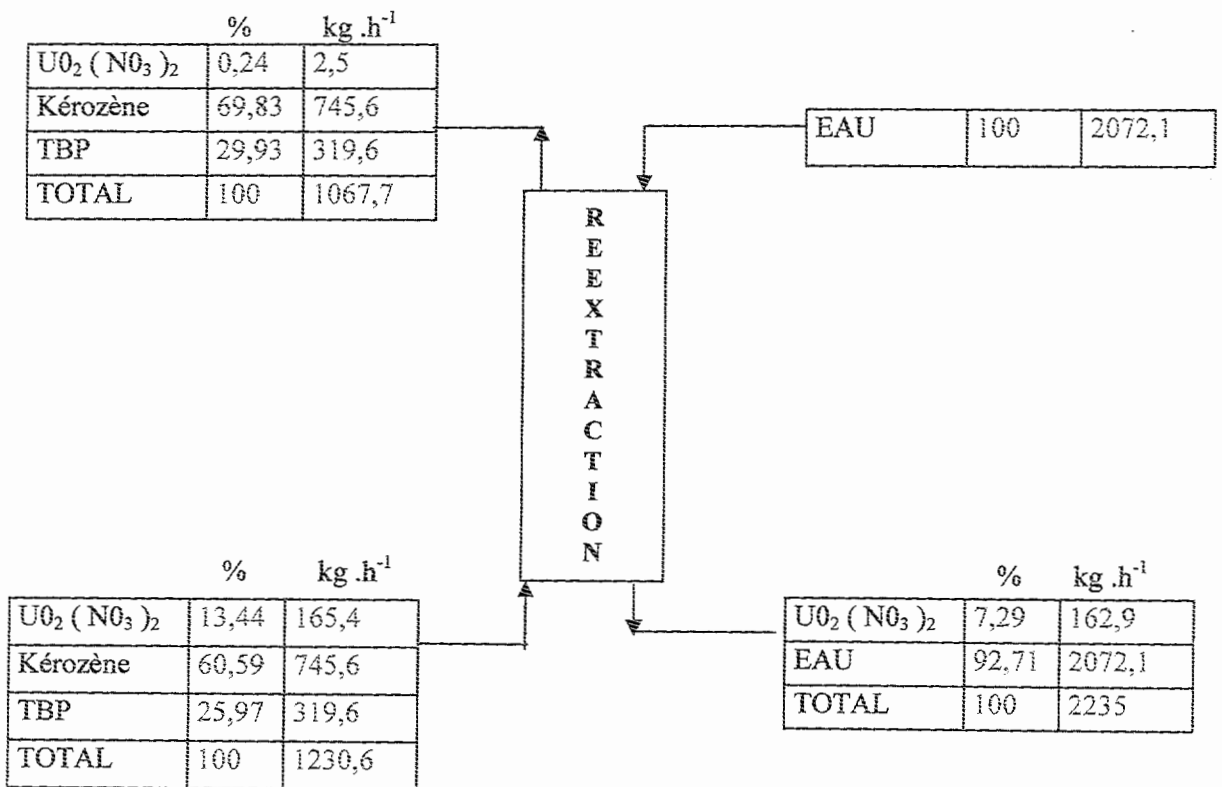 % kg .h-1
U02 ( N03 )2 0,24 2,5
Kérozène 69,83 745,6
TBP 29,93 319,6
TOTAL 100 1067,7
EAU 100 2072,1
R
E
E
X
T
R
A
C
T
I
O
N
% kg .h-1
U02 ( N03 )2 13,44 165,4
Kérozène 60,59 745,6
TBP 25,97 319,6
TOTAL 100 1230,6
% kg .h-1
U02 ( N03 )2 7,29 162,9
EAU 92,71 2072,1
TOTAL 100 2235